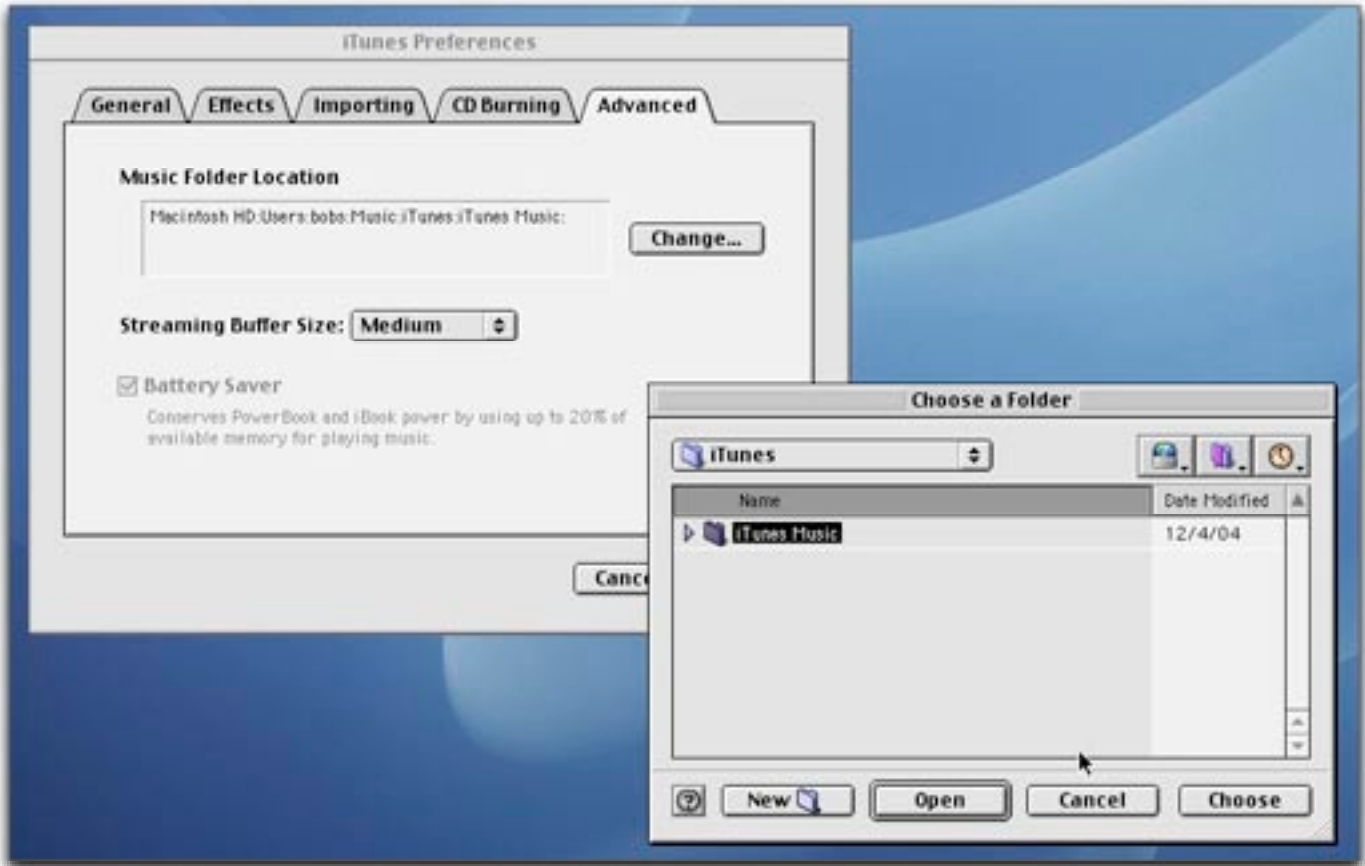 iTunes Preferences
General Effects Importing CD Burning Advanced
Music Folder Location
Macintosh HD:Users:bobs:Music:iTunes:iTunes Music:
Change...
Streaming Buffer Size: Medium
Battery Saver
Conserves PowerBook and iBook power by using up to 20% of
available memory for playing music.
Cance
Choose a Folder
iTunes
Name Date Modified
iTunes Music 12/4/04
? New Open Cancel Choose